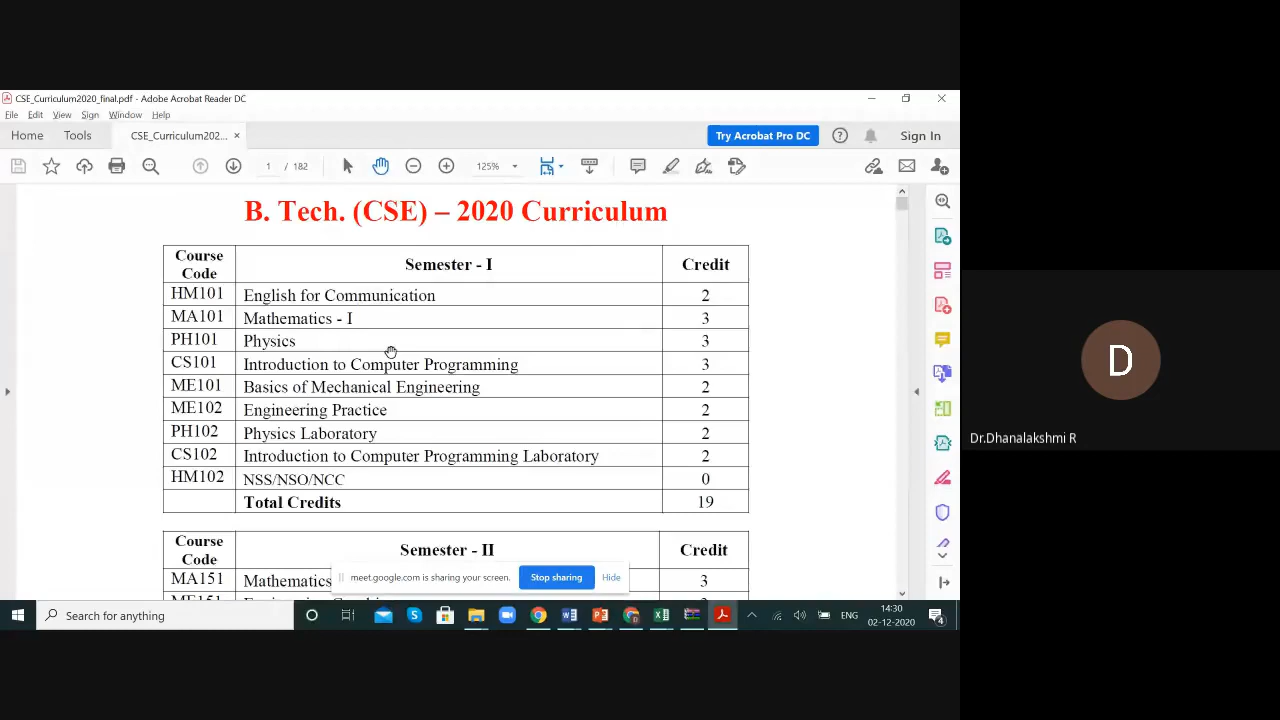 CSE_Curriculum2020_final.pdf - Adobe Acrobat Reader DC
File Edit View Sign Window Help
Home Tools CSE_Curriculum202... × Try Acrobat Pro DC Sign In
1 / 182 125%
B. Tech. (CSE) – 2020 Curriculum
Course Code Semester - I Credit
HM101 English for Communication 2
MA101 Mathematics - I 3
PH101 Physics 3
CS101 Introduction to Computer Programming 3
ME101 Basics of Mechanical Engineering 2
ME102 Engineering Practice 2
PH102 Physics Laboratory 2
CS102 Introduction to Computer Programming Laboratory 2
HM102 NSS/NSO/NCC 0
Total Credits 19
Course Code Semester - II Credit
MA151 Mathematics 3
meet.google.com is sharing your screen. Stop sharing Hide
D
Dr.Dhanalakshmi R
Search for anything
ENG 14:30
02-12-2020
4